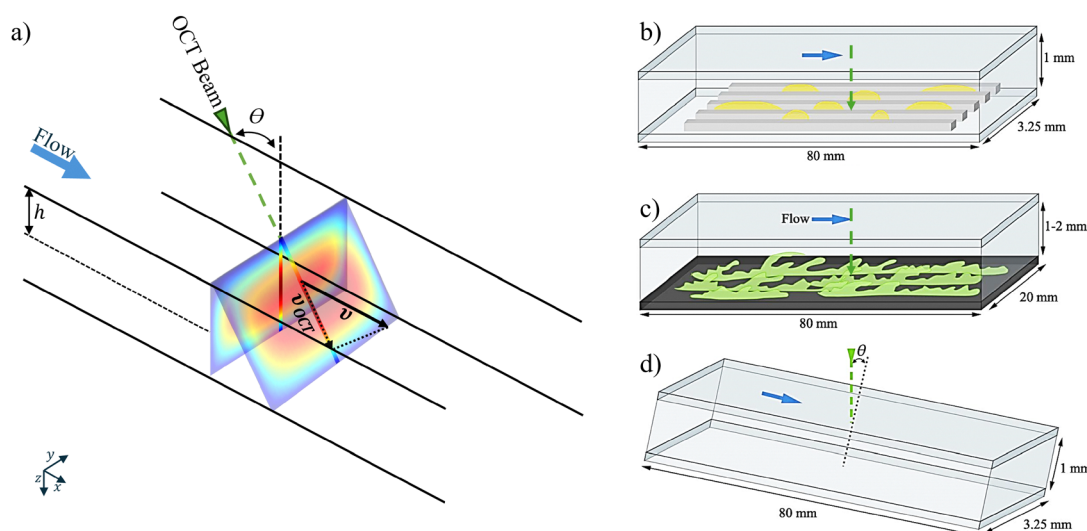 a)
OCT Beam
θ
Flow
h
v OCT
v
y
z
x
b)
1 mm
3.25 mm
80 mm
c)
Flow
1-2 mm
20 mm
80 mm
d)
θ
1 mm
80 mm
3.25 mm